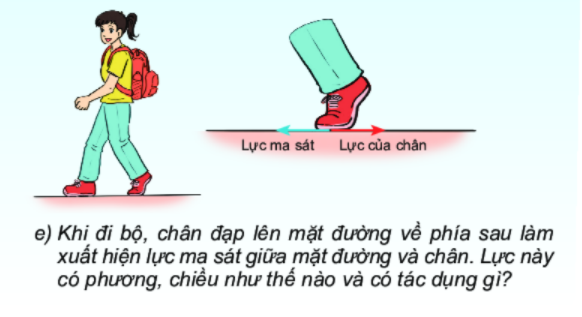 Lực ma sát Lực của chân
e) Khi đi bộ, chân đạp lên mặt đường về phía sau làm
xuất hiện lực ma sát giữa mặt đường và chân. Lực này
có phương, chiều như thế nào và có tác dụng gì?